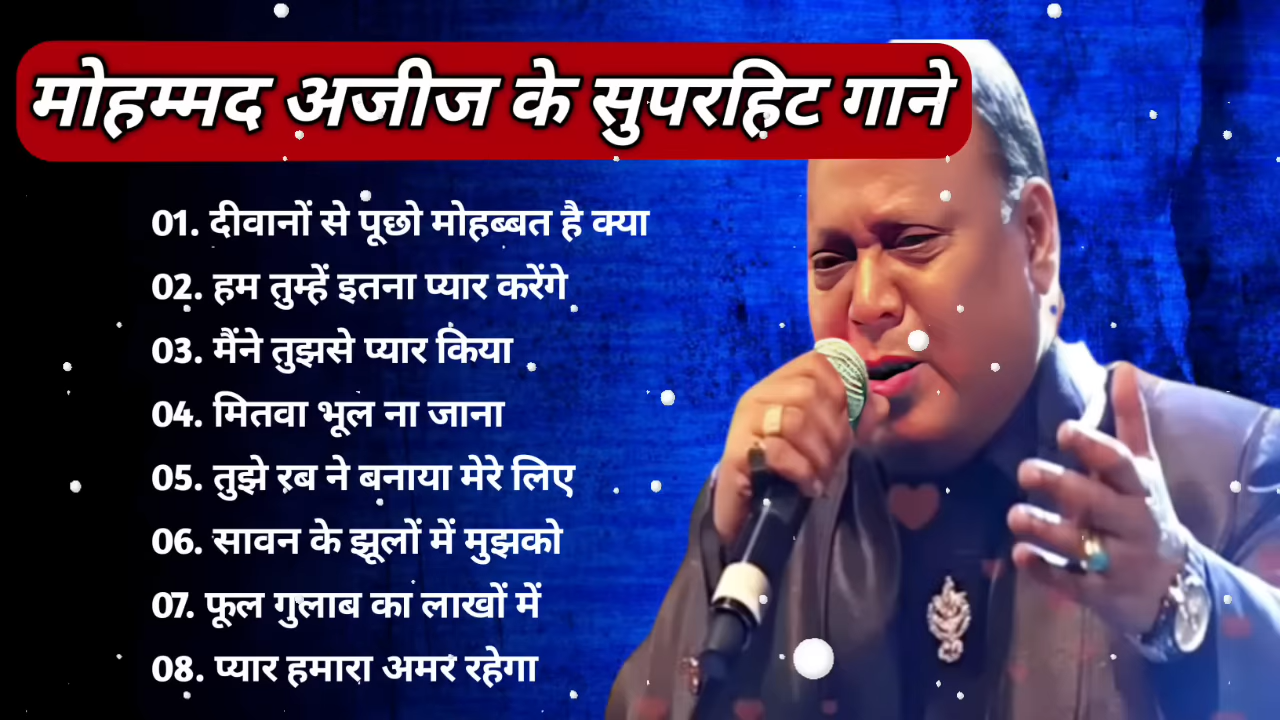 मोहम्मद अजीज के सुपरहिट गाने
01. दीवानों से पूछो मोहब्बत है क्या
02. हम तुम्हें इतना प्यार करेंगे
03. मैंने तुझसे प्यार किया
04. मितवा भूल ना जाना
05. तुझे रब ने बनाया मेरे लिए
06. सावन के झूलों में मुझको
07. फूल गुलाब का लाखों में
08. प्यार हमारा अमर रहेगा